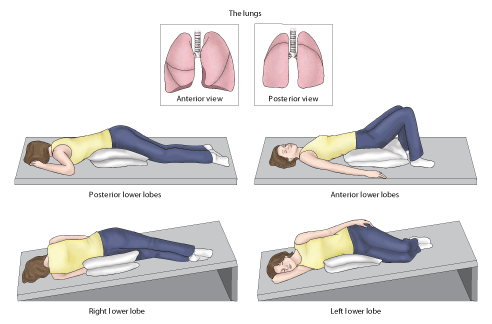 The lungs
Anterior view
Posterior view
Posterior lower lobes
Anterior lower lobes
Right lower lobe
Left lower lobe